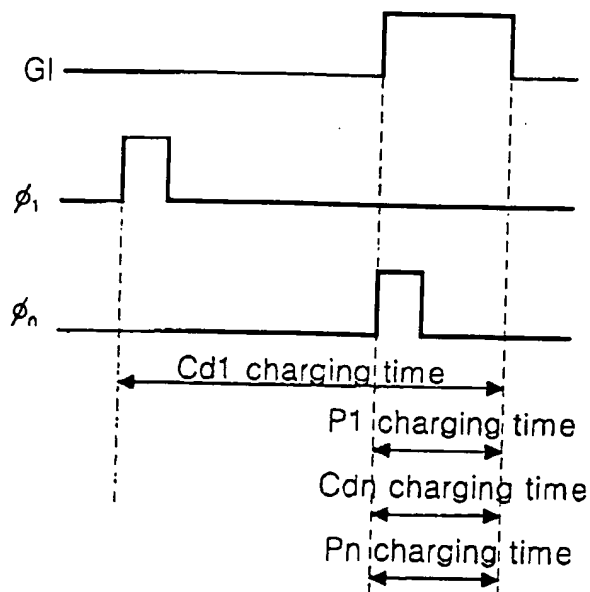 GI
ϕ₁
ϕₙ
Cd1 charging time
P1 charging time
Cdn charging time
Pn charging time